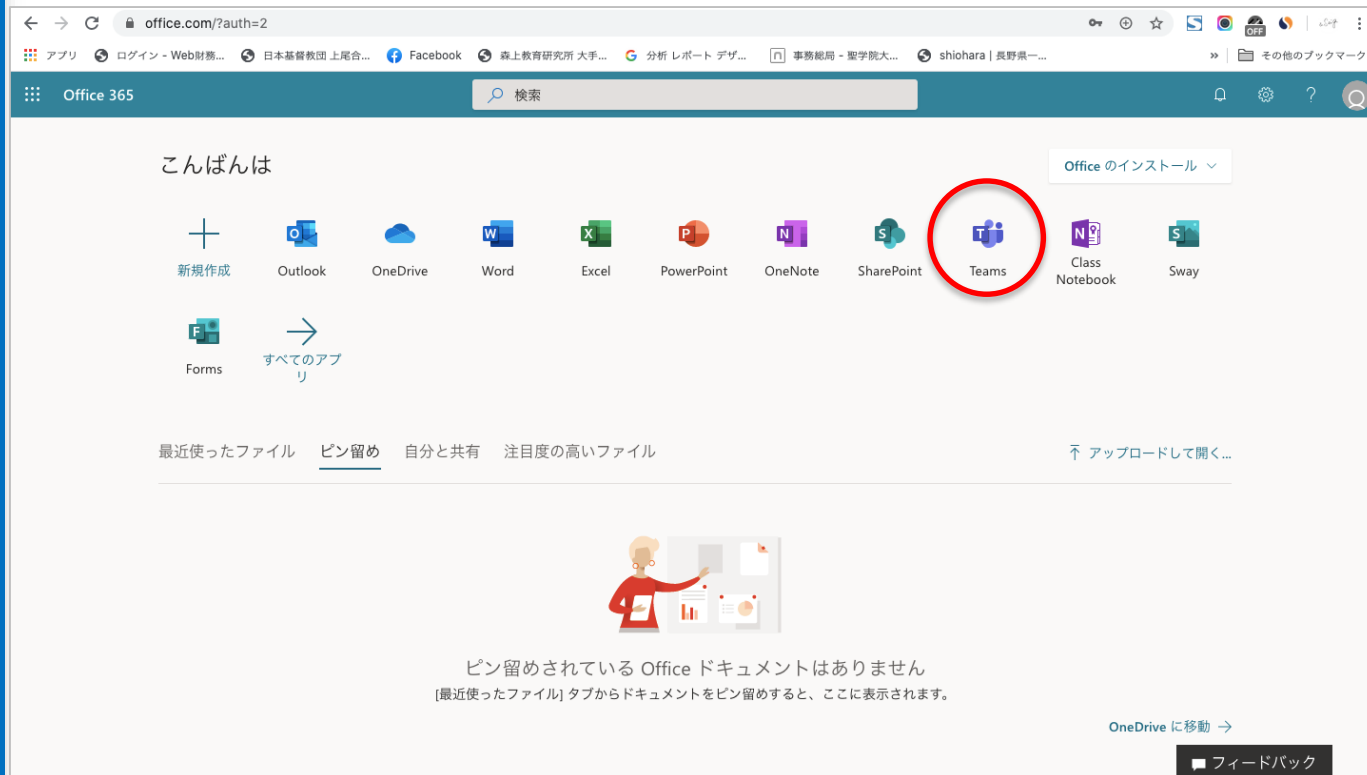 office.com/?auth=2
OFF
アプリ ログイン - Web財務... 日本基督教団 上尾合... Facebook 森上教育研究所 大手... 分析 レポート デザ... 事務総局 - 聖学院大... shiohara | 長野県一... » その他のブックマーク
Office 365 検索 ?
こんばんは
Office のインストール
新規作成 Outlook OneDrive Word Excel PowerPoint OneNote SharePoint Teams Class Notebook Sway
Forms すべてのアプリ
最近使ったファイル ピン留め 自分と共有 注目度の高いファイル アップロードして開く...
ピン留めされている Office ドキュメントはありません
[最近使ったファイル] タブからドキュメントをピン留めすると、ここに表示されます。
OneDrive に移動 →
フィードバック